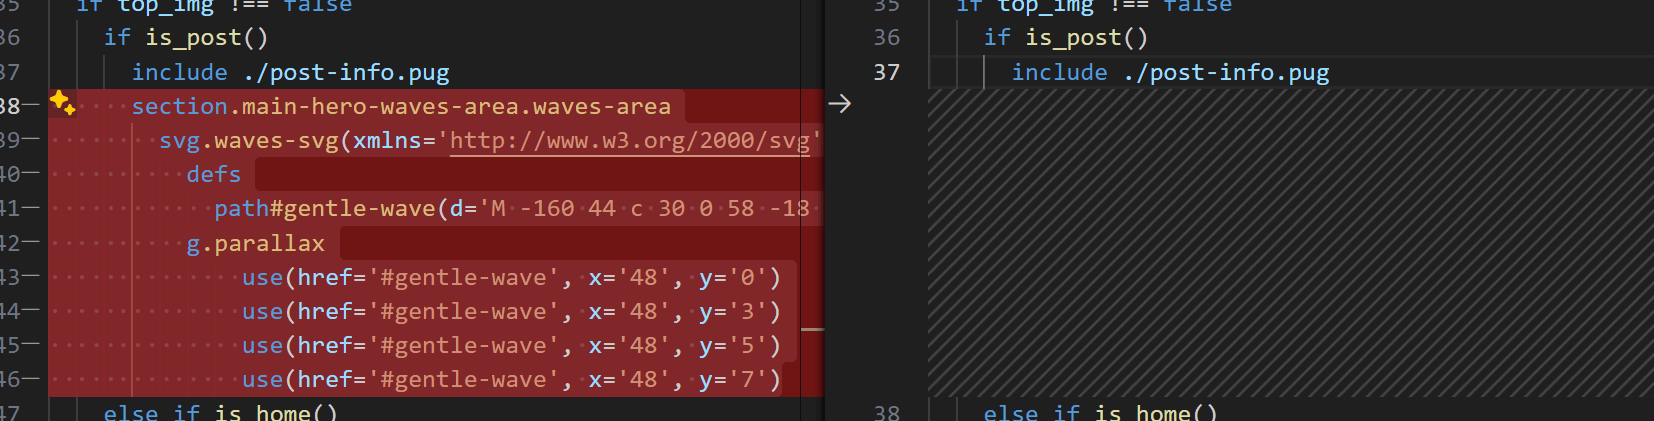 35 if top_img !== false
36 if is_post()
37 include ./post-info.pug
38 section.main-hero-waves-area.waves-area
39 svg.waves-svg(xmlns='http://www.w3.org/2000/svg'
40 defs
41 path#gentle-wave(d='M -160 44 c 30 0 58 -18
42 g.parallax
43 use(href='#gentle-wave', x='48', y='0')
44 use(href='#gentle-wave', x='48', y='3')
45 use(href='#gentle-wave', x='48', y='5')
46 use(href='#gentle-wave', x='48', y='7')
47 else if is_home()
35 if top_img !== false
36 if is_post()
37 include ./post-info.pug
38 else if is_home()